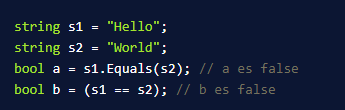 string s1 = "Hello";
string s2 = "World";
bool a = s1.Equals(s2); // a es false
bool b = (s1 == s2); // b es false